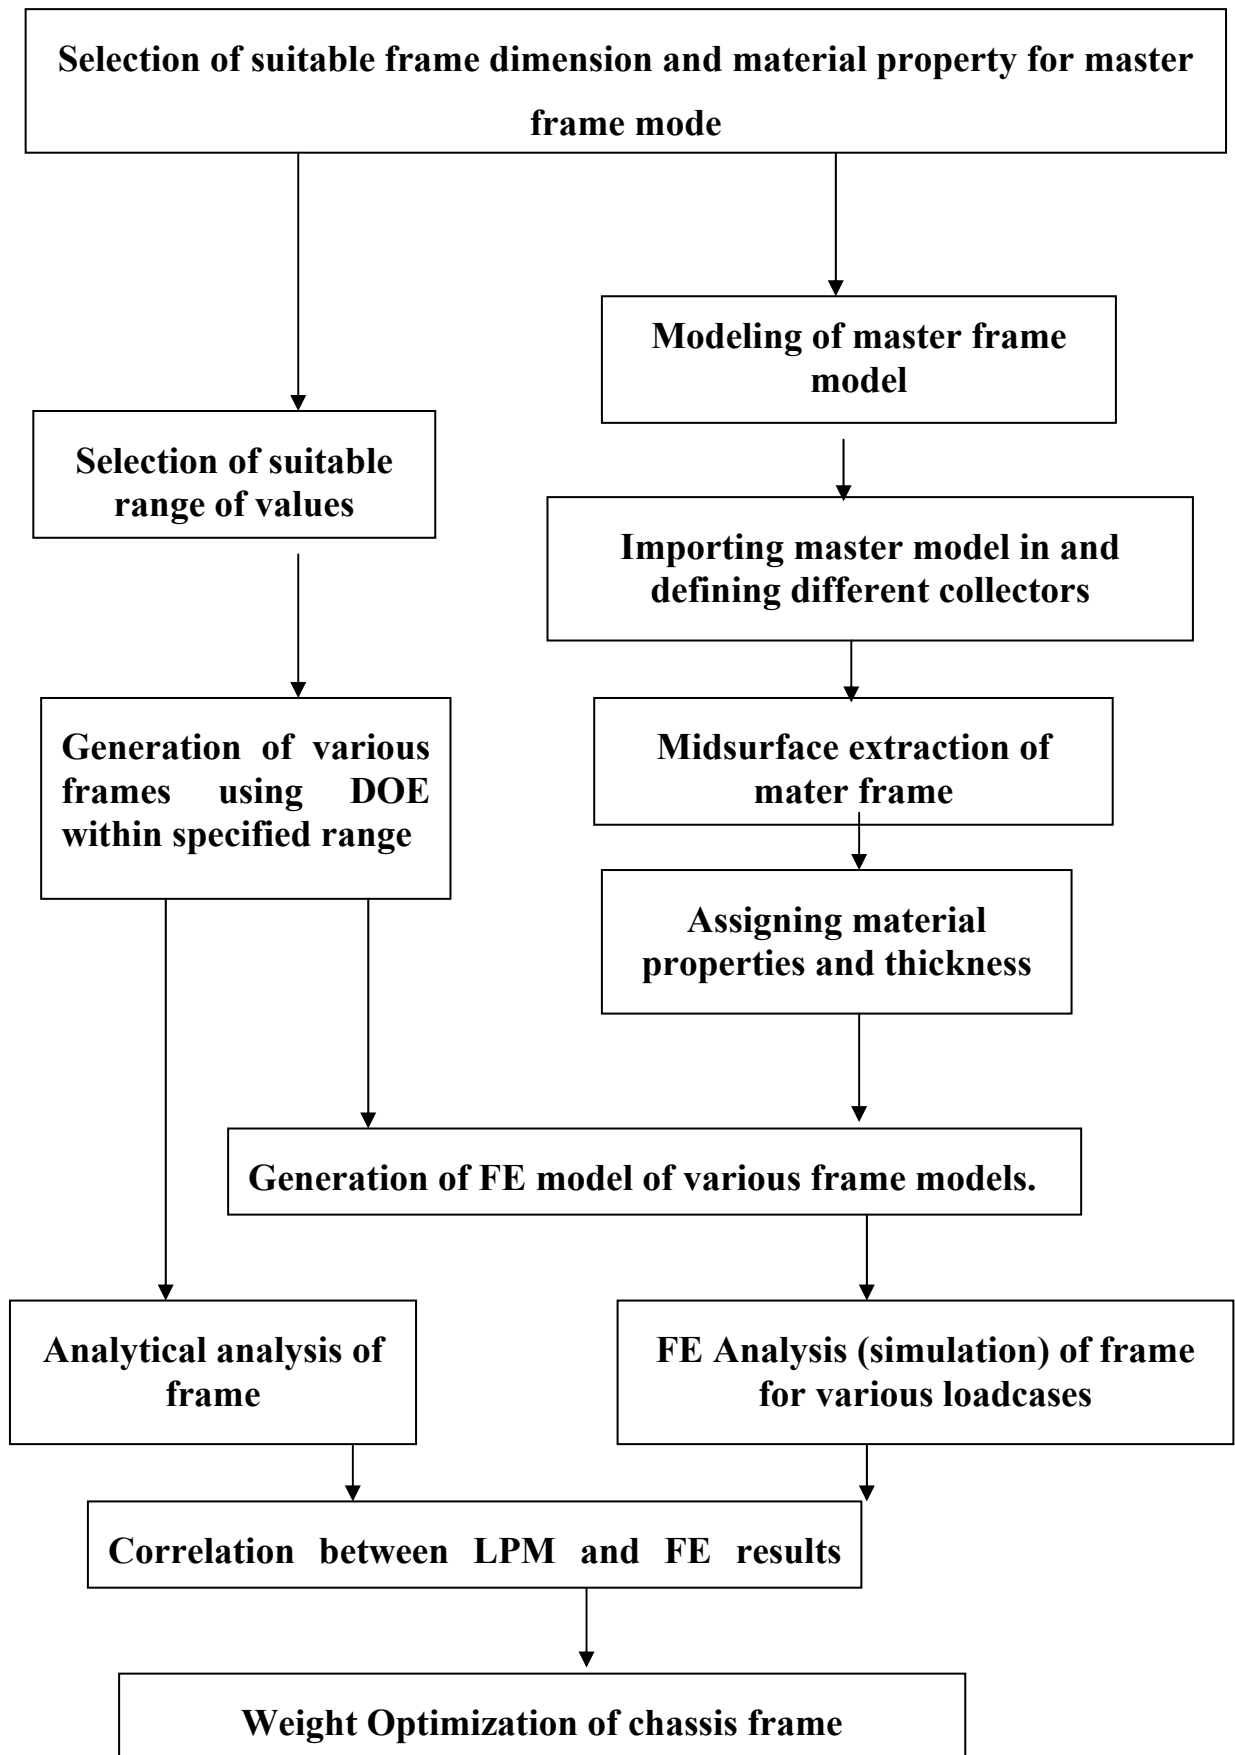 Selection of suitable frame dimension and material property for master
frame mode
Modeling of master frame
model
Selection of suitable
range of values
Importing master model in and
defining different collectors
Generation of various
frames using DOE
within specified range
Midsurface extraction of
mater frame
Assigning material
properties and thickness
Generation of FE model of various frame models.
Analytical analysis of
frame
FE Analysis (simulation) of frame
for various loadcases
Correlation between LPM and FE results
Weight Optimization of chassis frame